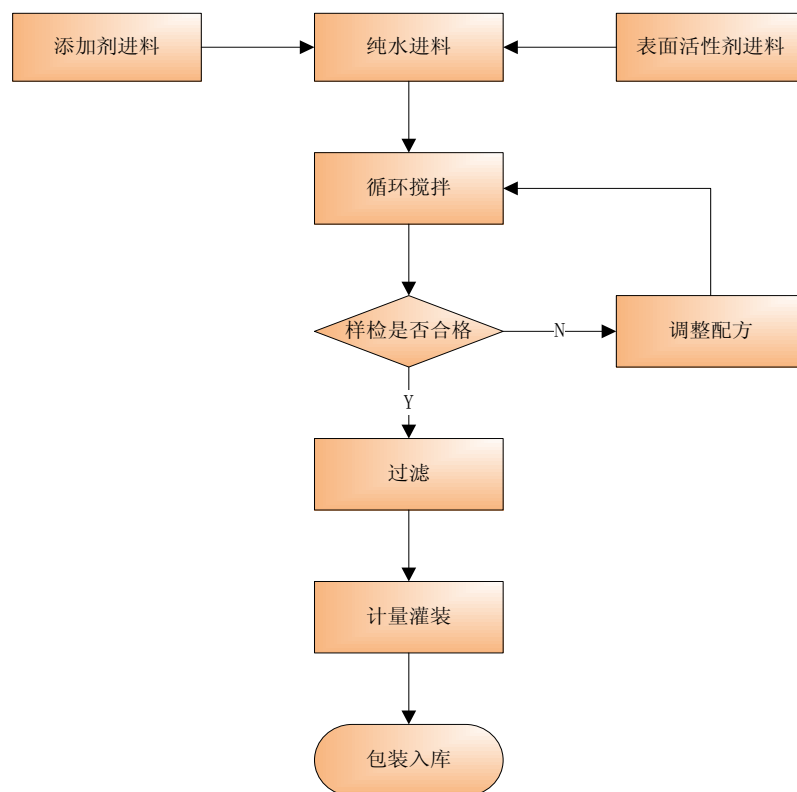 添加剂进料
纯水进料
表面活性剂进料
循环搅拌
样检是否合格
N
调整配方
Y
过滤
计量灌装
包装入库